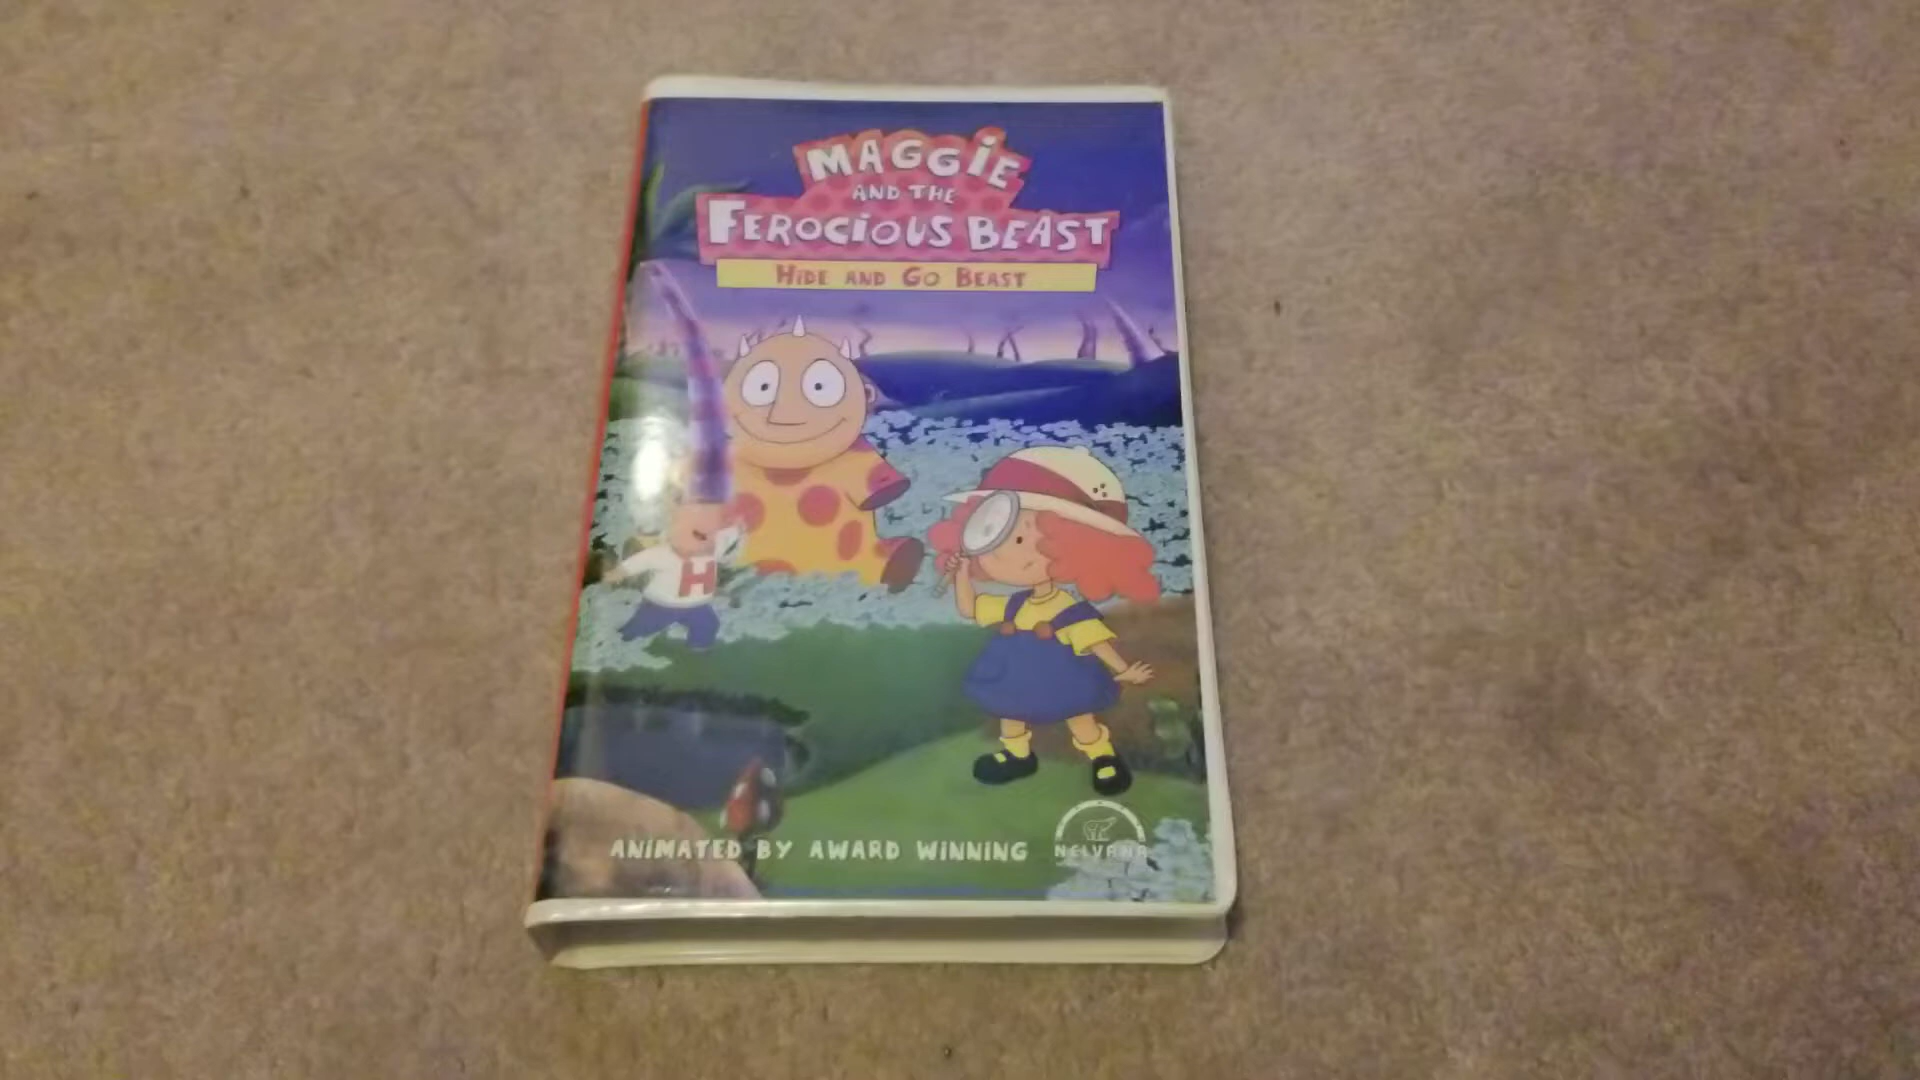 MAGGIE
AND THE
FEROCIOUS BEAST
HIDE AND GO BEAST
H
ANIMATED BY AWARD WINNING
NELVANA